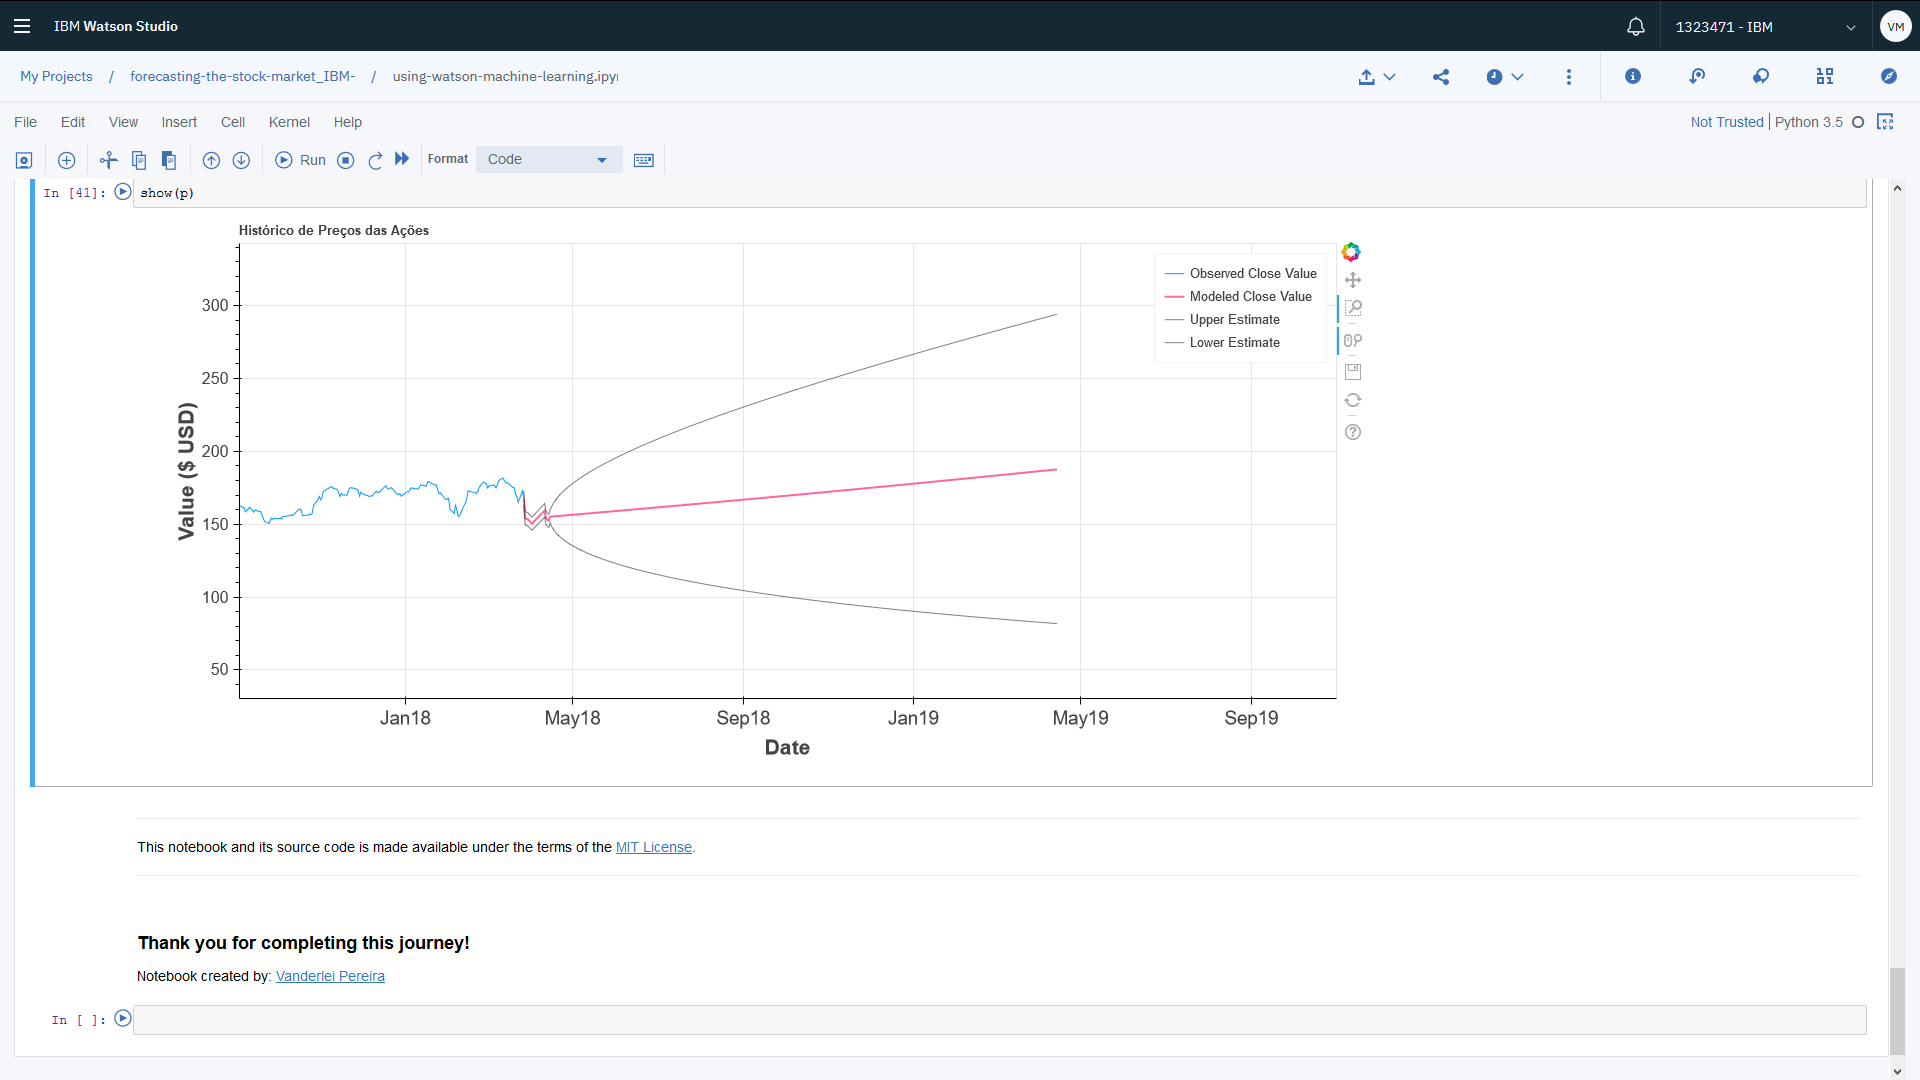 IBM Watson Studio
1323471 - IBM
VM
My Projects / forecasting-the-stock-market_IBM- / using-watson-machine-learning.ipyn
File Edit View Insert Cell Kernel Help
Not Trusted Python 3.5
Run
Format
Code
In [41]:
show(p)
Histórico de Preços das Ações
Observed Close Value
Modeled Close Value
Upper Estimate
Lower Estimate
300
250
200
150
100
50
Value ($ USD)
Jan18 May18 Sep18 Jan19 May19 Sep19
Date
This notebook and its source code is made available under the terms of the MIT License.
Thank you for completing this journey!
Notebook created by: Vanderlei Pereira
In [ ]: